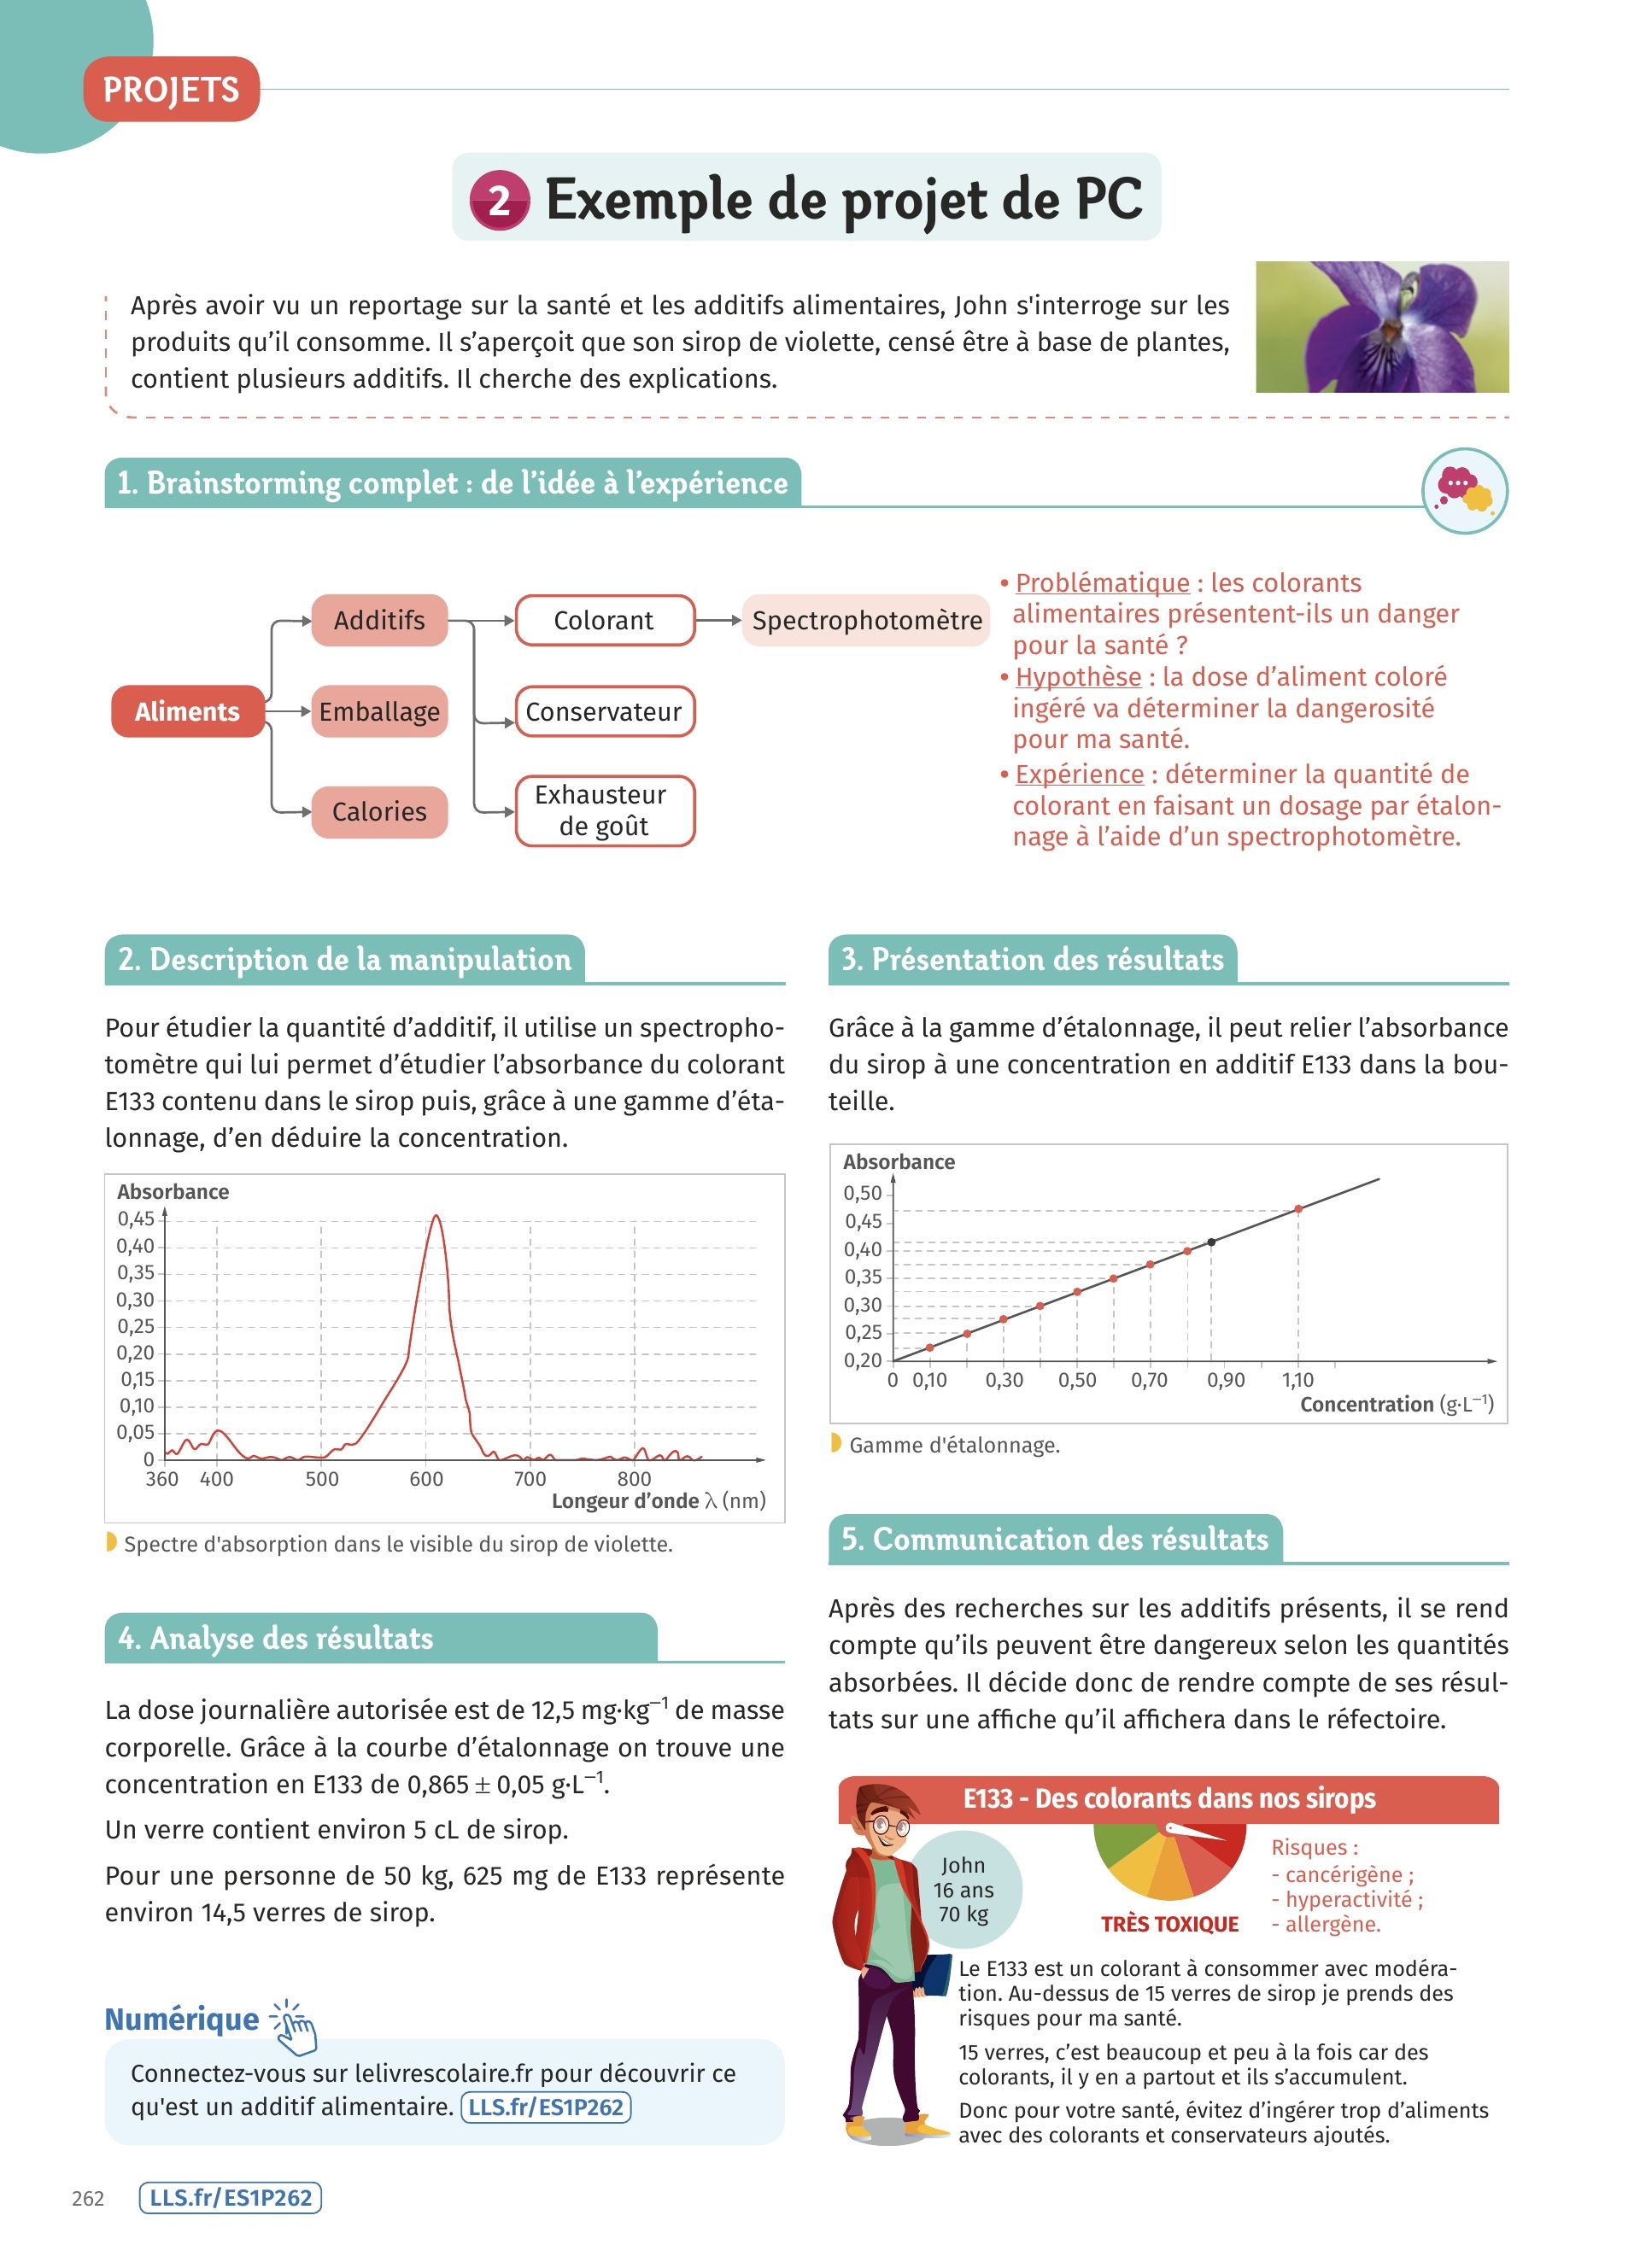 PROJETS
2 Exemple de projet de PC
Après avoir vu un reportage sur la santé et les additifs alimentaires, John s'interroge sur les
produits qu’il consomme. Il s’aperçoit que son sirop de violette, censé être à base de plantes,
contient plusieurs additifs. Il cherche des explications.
1. Brainstorming complet : de l’idée à l’expérience
Aliments
Additifs
Emballage
Calories
Colorant
Conservateur
Exhausteur
de goût
Spectrophotomètre
• Problématique : les colorants
alimentaires présentent-ils un danger
pour la santé ?
• Hypothèse : la dose d’aliment coloré
ingéré va déterminer la dangerosité
pour ma santé.
• Expérience : déterminer la quantité de
colorant en faisant un dosage par étalon-
nage à l’aide d’un spectrophotomètre.
2. Description de la manipulation
Pour étudier la quantité d’additif, il utilise un spectropho-
tomètre qui lui permet d’étudier l’absorbance du colorant
E133 contenu dans le sirop puis, grâce à une gamme d’éta-
lonnage, d’en déduire la concentration.
Absorbance
0,45
0,40
0,35
0,30
0,25
0,20
0,15
0,10
0,05
0
360 400 500 600 700 800
Longeur d’onde λ (nm)
Spectre d'absorption dans le visible du sirop de violette.
3. Présentation des résultats
Grâce à la gamme d’étalonnage, il peut relier l’absorbance
du sirop à une concentration en additif E133 dans la bou-
teille.
Absorbance
0,50
0,45
0,40
0,35
0,30
0,25
0,20
0 0,10 0,30 0,50 0,70 0,90 1,10
Concentration (g·L⁻¹)
Gamme d'étalonnage.
4. Analyse des résultats
La dose journalière autorisée est de 12,5 mg·kg⁻¹ de masse
corporelle. Grâce à la courbe d’étalonnage on trouve une
concentration en E133 de 0,865 ± 0,05 g·L⁻¹.
Un verre contient environ 5 cL de sirop.
Pour une personne de 50 kg, 625 mg de E133 représente
environ 14,5 verres de sirop.
Numérique
Connectez-vous sur lelivrescolaire.fr pour découvrir ce
qu'est un additif alimentaire. LLS.fr/ES1P262
5. Communication des résultats
Après des recherches sur les additifs présents, il se rend
compte qu’ils peuvent être dangereux selon les quantités
absorbées. Il décide donc de rendre compte de ses résul-
tats sur une affiche qu’il affichera dans le réfectoire.
E133 - Des colorants dans nos sirops
John
16 ans
70 kg
TRÈS TOXIQUE
Risques :
- cancérigène ;
- hyperactivité ;
- allergène.
Le E133 est un colorant à consommer avec modéra-
tion. Au-dessus de 15 verres de sirop je prends des
risques pour ma santé.
15 verres, c’est beaucoup et peu à la fois car des
colorants, il y en a partout et ils s’accumulent.
Donc pour votre santé, évitez d’ingérer trop d’aliments
avec des colorants et conservateurs ajoutés.
262 LLS.fr/ES1P262